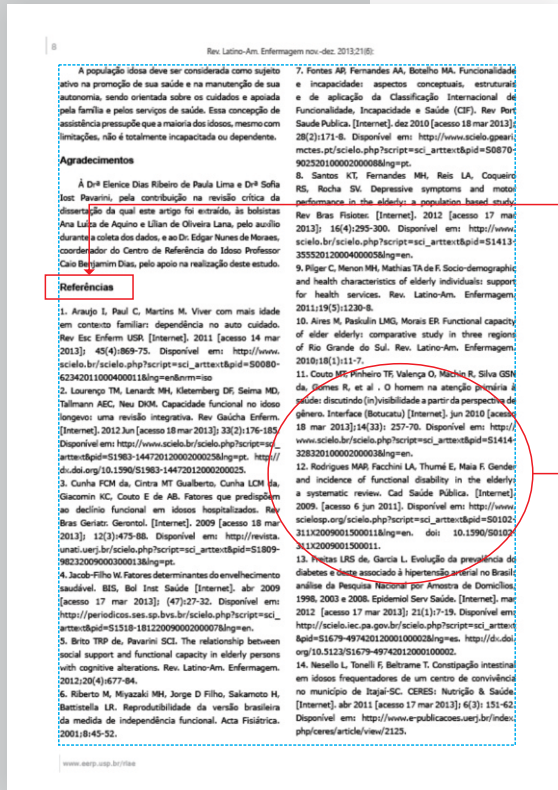 8
Rev. Latino-Am. Enfermagem nov.-dez. 2013;21(6):
A população idosa deve ser considerada como sujeito
ativo na promoção de sua saúde e na manutenção de sua
autonomia, sendo orientada sobre os cuidados e apoiada
pela família e pelos serviços de saúde. Essa concepção de
assistência pressupõe que a maioria dos idosos, mesmo com
limitações, não é totalmente incapacitada ou dependente.
Agradecimentos
À Drª Elenice Dias Ribeiro de Paula Lima e Drª Sofia
Iost Pavarini, pela contribuição na revisão crítica da
dissertação da qual este artigo foi extraído, às bolsistas
Ana Luiza de Aquino e Lílian de Oliveira Lana, pelo auxílio
durante a coleta dos dados, e ao Dr. Edgar Nunes de Moraes,
coordenador do Centro de Referência do Idoso Professor
Caio Benjamim Dias, pelo apoio na realização deste estudo.
Referências
1. Araujo I, Paul C, Martins M. Viver com mais idade
em contexto familiar: dependência no auto cuidado.
Rev Esc Enferm USP. [Internet]. 2011 [acesso 14 mar
2013]; 45(4):869-75. Disponível em: http://www.
scielo.br/scielo.php?script=sci_arttext&pid=S0080-
62342011000400011&lng=en&nrm=iso
2. Lourenço TM, Lenardt MH, Kletemberg DF, Seima MD,
Tallmann AEC, Neu DKM. Capacidade funcional no idoso
longevo: uma revisão integrativa. Rev Gaúcha Enferm.
[Internet]. 2012 Jun [acesso 18 mar 2013]; 33(2):176-185.
Disponível em: http://www.scielo.br/scielo.php?script=sci_
arttext&pid=S1983-14472012000200025&lng=pt. http://
dx.doi.org/10.1590/S1983-14472012000200025.
3. Cunha FCM da, Cintra MT Gualberto, Cunha LCM da,
Giacomin KC, Couto E de AB. Fatores que predispõem
ao declínio funcional em idosos hospitalizados. Rev
Bras Geriatr. Gerontol. [Internet]. 2009 [acesso 18 mar
2013]; 12(3):475-88. Disponível em: http://revista.
unati.uerj.br/scielo.php?script=sci_arttext&pid=S1809-
98232009000300013&lng=pt.
4. Jacob-Filho W. Fatores determinantes do envelhecimento
saudável. BIS, Bol Inst Saúde [Internet]. abr 2009
[acesso 17 mar 2013]; (47):27-32. Disponível em:
http://periodicos.ses.sp.bvs.br/scielo.php?script=sci_
arttext&pid=S1518-18122009000200007&lng=en.
5. Brito TRP de, Pavarini SCI. The relationship between
social support and functional capacity in elderly persons
with cognitive alterations. Rev. Latino-Am. Enfermagem.
2012;20(4):677-84.
6. Riberto M, Miyazaki MH, Jorge D Filho, Sakamoto H,
Battistella LR. Reprodutibilidade da versão brasileira
da medida de independência funcional. Acta Fisiátrica.
2001;8:45-52.
7. Fontes AP, Fernandes AA, Botelho MA. Funcionalidade
e incapacidade: aspectos conceptuais, estruturais
e de aplicação da Classificação Internacional de
Funcionalidade, Incapacidade e Saúde (CIF). Rev Port
Saude Publica. [Internet]. dez 2010 [acesso 18 mar 2013];
28(2):171-8. Disponível em: http://www.scielo.gpeari.
mctes.pt/scielo.php?script=sci_arttext&pid=S0870-
90252010000200008&lng=pt.
8. Santos KT, Fernandes MH, Reis LA, Coqueiro
RS, Rocha SV. Depressive symptoms and motor
performance in the elderly: a population based study.
Rev Bras Fisioter. [Internet]. 2012 [acesso 17 mar
2013]; 16(4):295-300. Disponível em: http://www.
scielo.br/scielo.php?script=sci_arttext&pid=S1413-
35552012000400005&lng=en.
9. Pilger C, Menon MH, Mathias TA de F. Socio-demographic
and health characteristics of elderly individuals: support
for health services. Rev. Latino-Am. Enfermagem.
2011;19(5):1230-8.
10. Aires M, Paskulin LMG, Morais EP. Functional capacity
of elder elderly: comparative study in three regions
of Rio Grande do Sul. Rev. Latino-Am. Enfermagem.
2010;18(1):11-7.
11. Couto MT, Pinheiro TF, Valença O, Machin R, Silva GSN
da, Gomes R, et al . O homem na atenção primária à
saúde: discutindo (in)visibilidade a partir da perspectiva de
gênero. Interface (Botucatu) [Internet]. jun 2010 [acesso
18 mar 2013];14(33): 257-70. Disponível em: http://
www.scielo.br/scielo.php?script=sci_arttext&pid=S1414-
32832010000200003&lng=en.
12. Rodrigues MAP, Facchini LA, Thumé E, Maia F. Gender
and incidence of functional disability in the elderly:
a systematic review. Cad Saúde Pública. [Internet].
2009. [acesso 6 jun 2011]. Disponível em: http://www.
scielosp.org/scielo.php?script=sci_arttext&pid=S0102-
311X2009001500011&lng=en. doi: 10.1590/S0102-
311X2009001500011.
13. Freitas LRS de, Garcia L. Evolução da prevalência do
diabetes e deste associado à hipertensão arterial no Brasil:
análise da Pesquisa Nacional por Amostra de Domicílios,
1998, 2003 e 2008. Epidemiol Serv Saúde. [Internet]. mar
2012 [acesso 17 mar 2013]; 21(1):7-19. Disponível em:
http://scielo.iec.pa.gov.br/scielo.php?script=sci_arttext
&pid=S1679-49742012000100002&lng=es. http://dx.doi.
org/10.5123/S1679-49742012000100002.
14. Nesello L, Tonelli F, Beltrame T. Constipação intestinal
em idosos frequentadores de um centro de convivência
no município de Itajaí-SC. CERES: Nutrição & Saúde.
[Internet]. abr 2011 [acesso 17 mar 2013]; 6(3): 151-62.
Disponível em: http://www.e-publicacoes.uerj.br/index.
php/ceres/article/view/2125.
www.eerp.usp.br/rlae